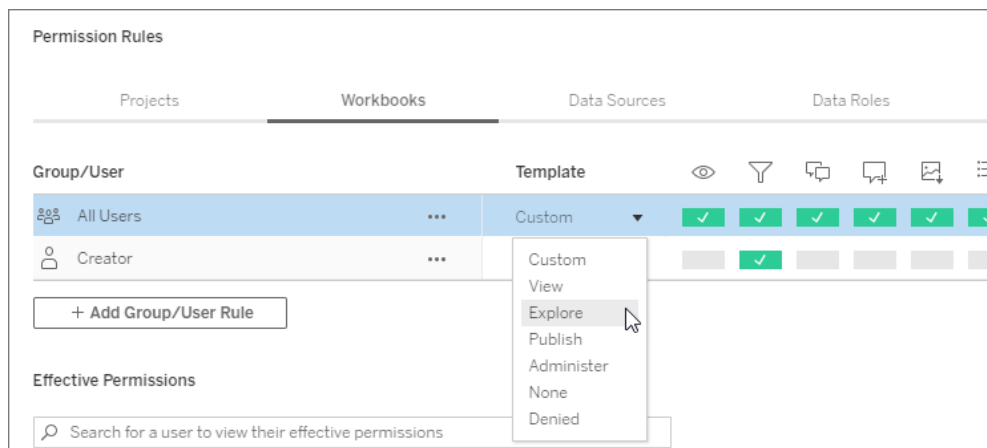 Permission Rules
Projects Workbooks Data Sources Data Roles
Group/User Template
All Users ••• Custom
Creator •••
Custom
View
Explore
Publish
Administer
None
Denied
+ Add Group/User Rule
Effective Permissions
Search for a user to view their effective permissions